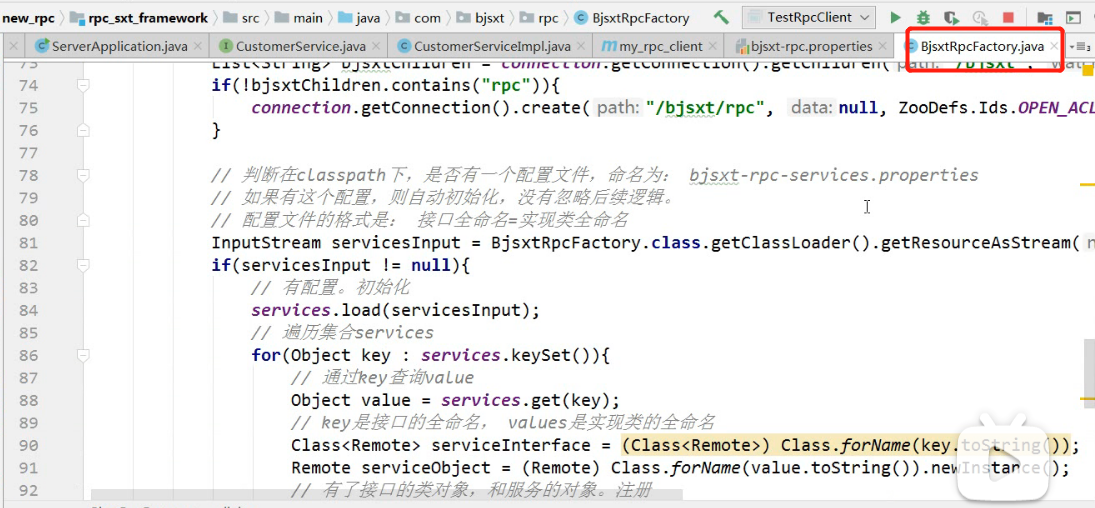 new_rpc rpc_sxt_framework src main java com bjsxt rpc BjsxtRpcFactory TestRpcClient
ServerApplication.java CustomerService.java CustomerServiceImpl.java my_rpc_client bjsxt-rpc.properties BjsxtRpcFactory.java
73 List<String> bjsxtChildren = connection.getConnection().getChildren( path: "/bjsxt",
74 if(!bjsxtChildren.contains("rpc")){
75 connection.getConnection().create( path: "/bjsxt/rpc", data: null, ZooDefs.Ids.OPEN_ACL
76 }
77
78 // 判断在classpath下，是否有一个配置文件，命名为： bjsxt-rpc-services.properties
79 // 如果有这个配置，则自动初始化，没有忽略后续逻辑。
80 // 配置文件的格式是： 接口全命名=实现类全命名
81 InputStream servicesInput = BjsxtRpcFactory.class.getClassLoader().getResourceAsStream(
82 if(servicesInput != null){
83 // 有配置。初始化
84 services.load(servicesInput);
85 // 遍历集合services
86 for(Object key : services.keySet()){
87 // 通过key查询value
88 Object value = services.get(key);
89 // key是接口的全命名， values是实现类的全命名
90 Class<Remote> serviceInterface = (Class<Remote>) Class.forName(key.toString());
91 Remote serviceObject = (Remote) Class.forName(value.toString()).newInstance();
92 // 有了接口的类对象，和服务的对象。注册